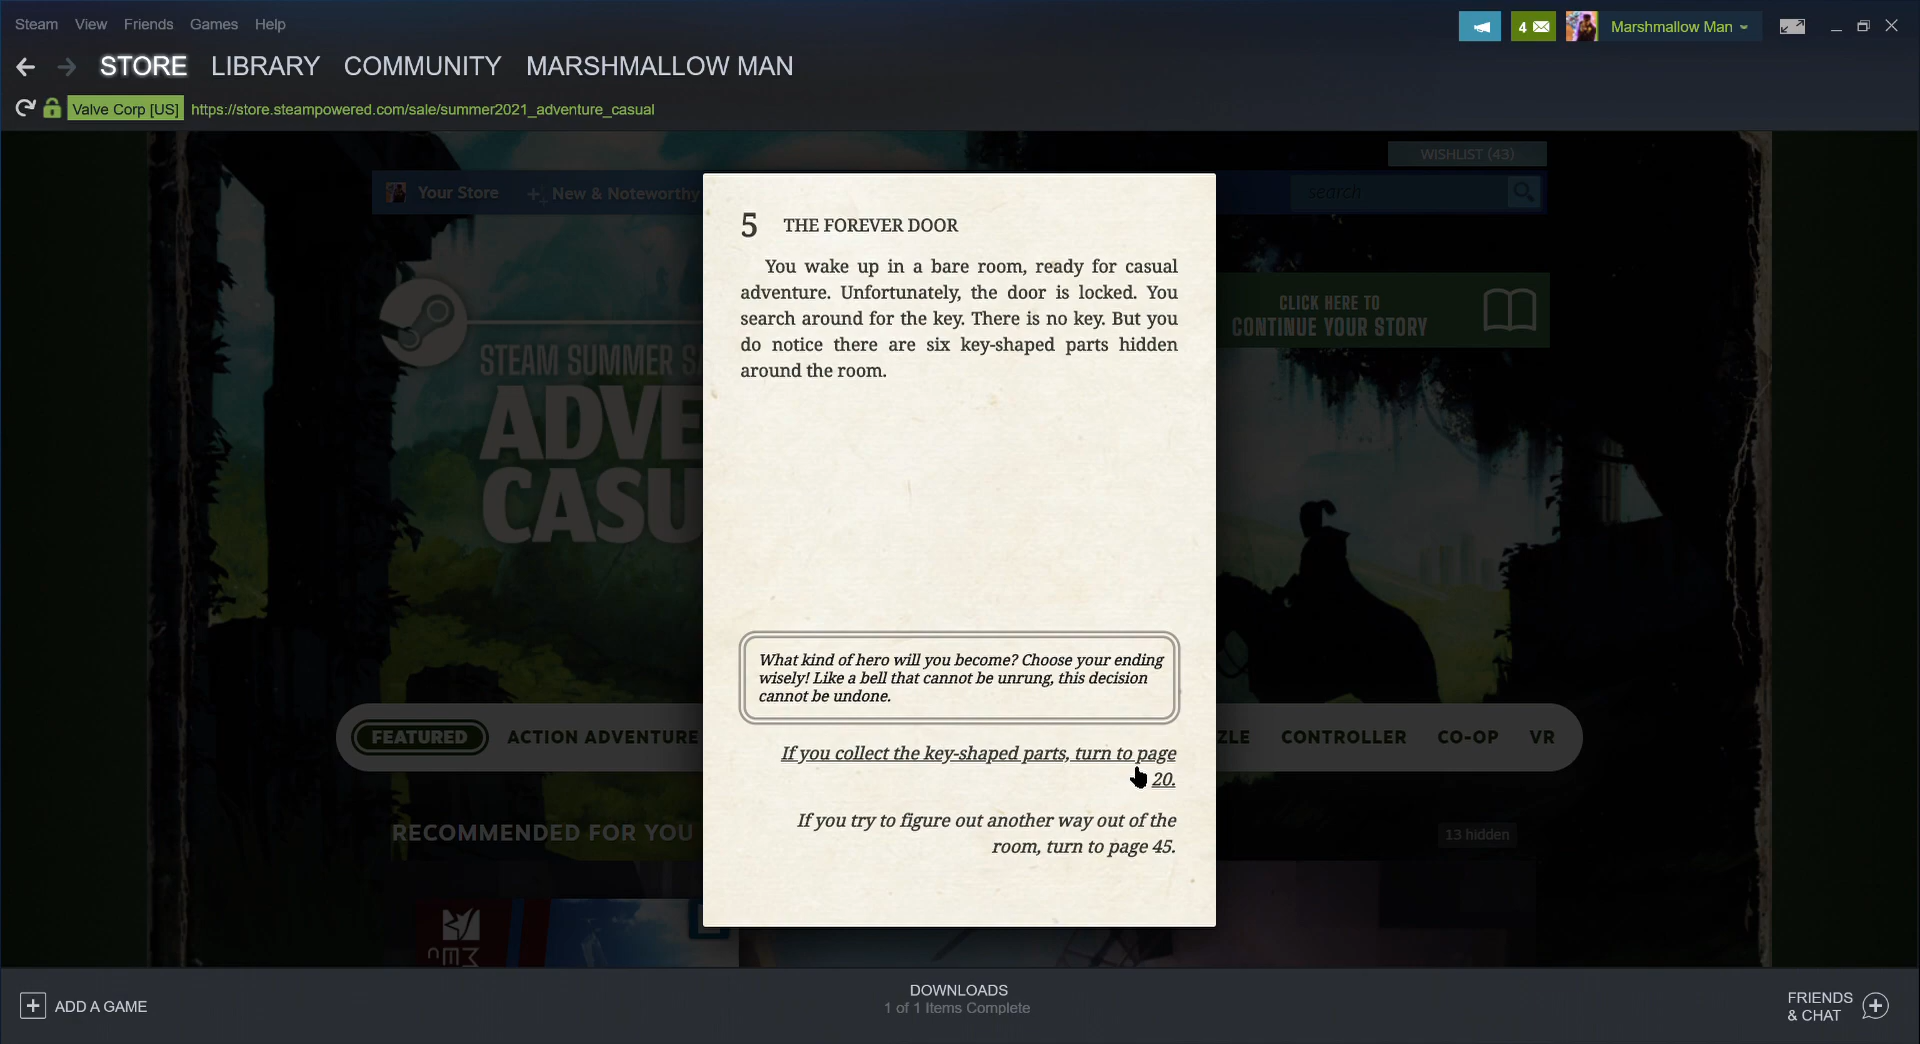 Steam View Friends Games Help
4
Marshmallow Man
STORE LIBRARY COMMUNITY MARSHMALLOW MAN
Valve Corp [US] https://store.steampowered.com/sale/summer2021_adventure_casual
WISHLIST (43)
Your Store New & Noteworthy
search
5 THE FOREVER DOOR
You wake up in a bare room, ready for casual
adventure. Unfortunately, the door is locked. You
search around for the key. There is no key. But you
do notice there are six key-shaped parts hidden
around the room.
CLICK HERE TO
CONTINUE YOUR STORY
STEAM SUMMER SA
ADVE
CASU
What kind of hero will you become? Choose your ending
wisely! Like a bell that cannot be unrung, this decision
cannot be undone.
FEATURED ACTION ADVENTURE ZLE CONTROLLER CO-OP VR
If you collect the key-shaped parts, turn to page
20.
If you try to figure out another way out of the
room, turn to page 45.
RECOMMENDED FOR YOU
13 hidden
ADD A GAME
DOWNLOADS
1 of 1 Items Complete
FRIENDS
& CHAT